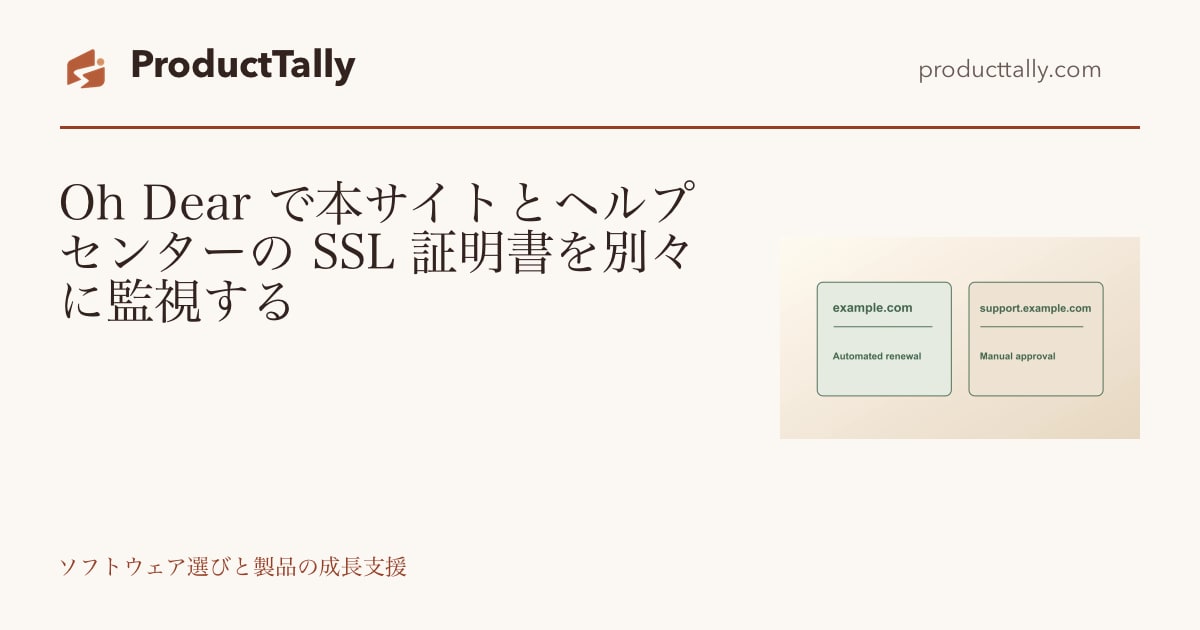 ProductTally
producttally.com
Oh Dear で本サイトとヘルプ
センターの SSL 証明書を別々
に監視する
example.com
Automated renewal
support.example.com
Manual approval
ソフトウェア選びと製品の成長支援